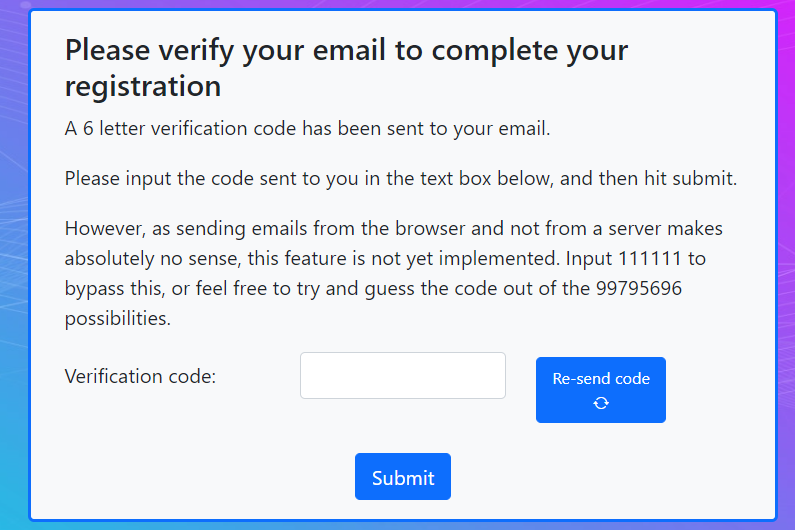 Please verify your email to complete your
registration
A 6 letter verification code has been sent to your email.
Please input the code sent to you in the text box below, and then hit submit.
However, as sending emails from the browser and not from a server makes
absolutely no sense, this feature is not yet implemented. Input 111111 to
bypass this, or feel free to try and guess the code out of the 99795696
possibilities.
Verification code:
Re-send code
Submit